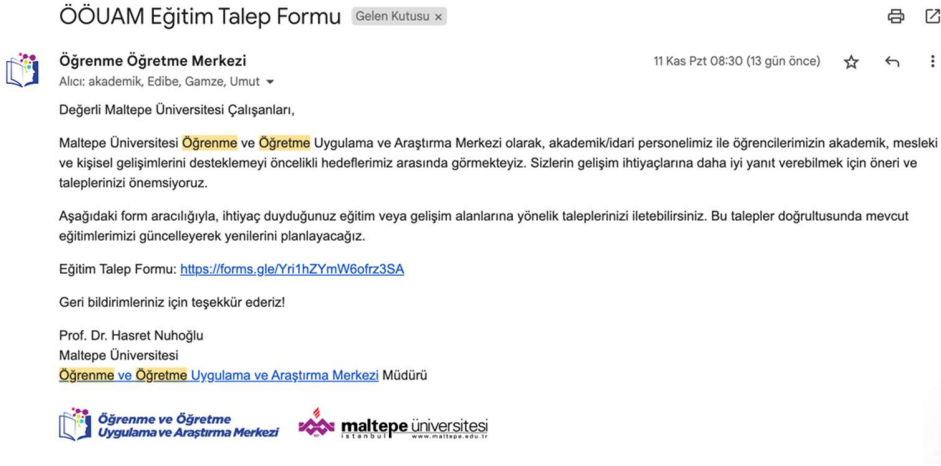 ÖÖUAM Eğitim Talep Formu Gelen Kutusu ×
Öğrenme Öğretme Merkezi 11 Kas Pzt 08:30 (13 gün önce)
Alıcı: akademik, Edibe, Gamze, Umut
Değerli Maltepe Üniversitesi Çalışanları,
Maltepe Üniversitesi Öğrenme ve Öğretme Uygulama ve Araştırma Merkezi olarak, akademik/idari personelimiz ile öğrencilerimizin akademik, mesleki
ve kişisel gelişimlerini desteklemeyi öncelikli hedeflerimiz arasında görmekteyiz. Sizlerin gelişim ihtiyaçlarına daha iyi yanıt verebilmek için öneri ve
taleplerinizi önemsiyoruz.
Aşağıdaki form aracılığıyla, ihtiyaç duyduğunuz eğitim veya gelişim alanlarına yönelik taleplerinizi iletebilirsiniz. Bu talepler doğrultusunda mevcut
eğitimlerimizi güncelleyerek yenilerini planlayacağız.
Eğitim Talep Formu: https://forms.gle/Yri1hZYmW6ofrz3SA
Geri bildirimleriniz için teşekkür ederiz!
Prof. Dr. Hasret Nuhoğlu
Maltepe Üniversitesi
Öğrenme ve Öğretme Uygulama ve Araştırma Merkezi Müdürü
Öğrenme ve Öğretme
Uygulama ve Araştırma Merkezi
maltepe üniversitesi
istanbul www.maltepe.edu.tr